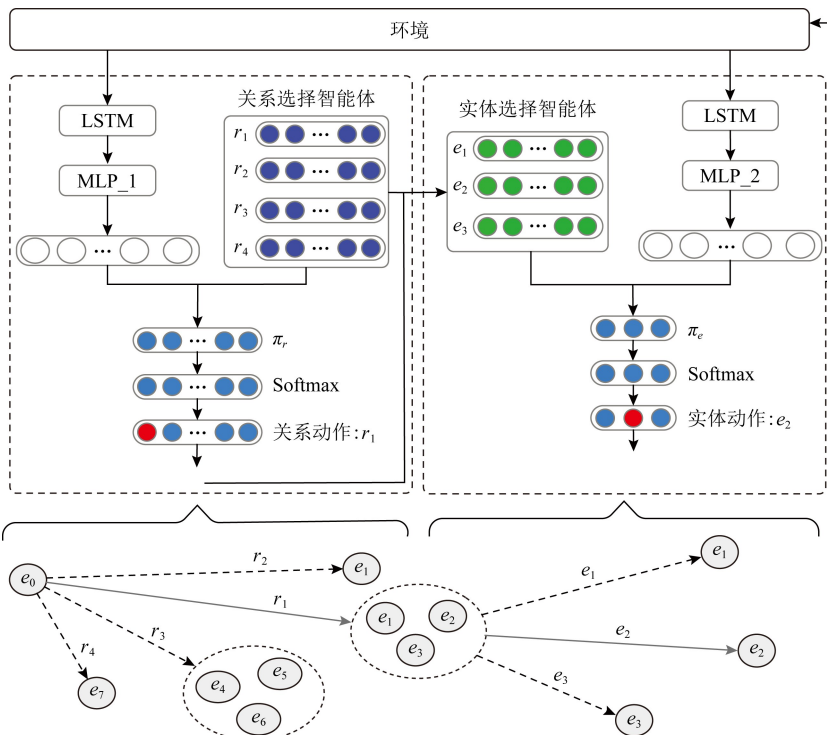 环境
LSTM
MLP_1
关系选择智能体
r1
r2
r3
r4
πr
Softmax
关系动作:r1
实体选择智能体
e1
e2
e3
LSTM
MLP_2
πe
Softmax
实体动作:e2
e0
r2
e1
r1
r3
r4
e7
e4
e5
e6
e1
e2
e3
e1
e1
e2
e2
e3
e3